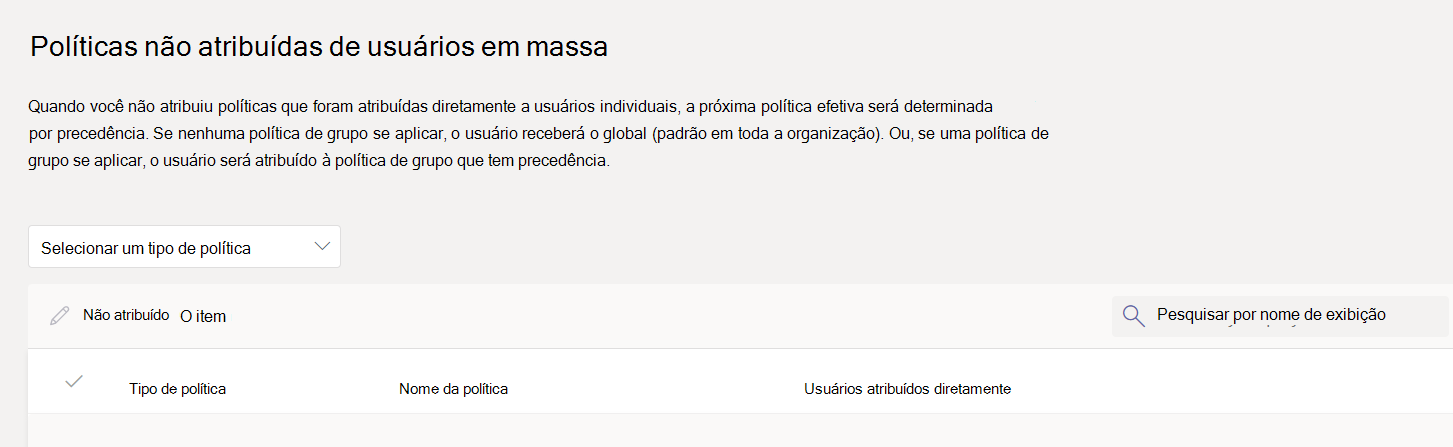 Políticas não atribuídas de usuários em massa
Quando você não atribuiu políticas que foram atribuídas diretamente a usuários individuais, a próxima política efetiva será determinada
por precedência. Se nenhuma política de grupo se aplicar, o usuário receberá o global (padrão em toda a organização). Ou, se uma política de
grupo se aplicar, o usuário será atribuído à política de grupo que tem precedência.
Selecionar um tipo de política
Não atribuído O item Pesquisar por nome de exibição
Tipo de política Nome da política Usuários atribuídos diretamente